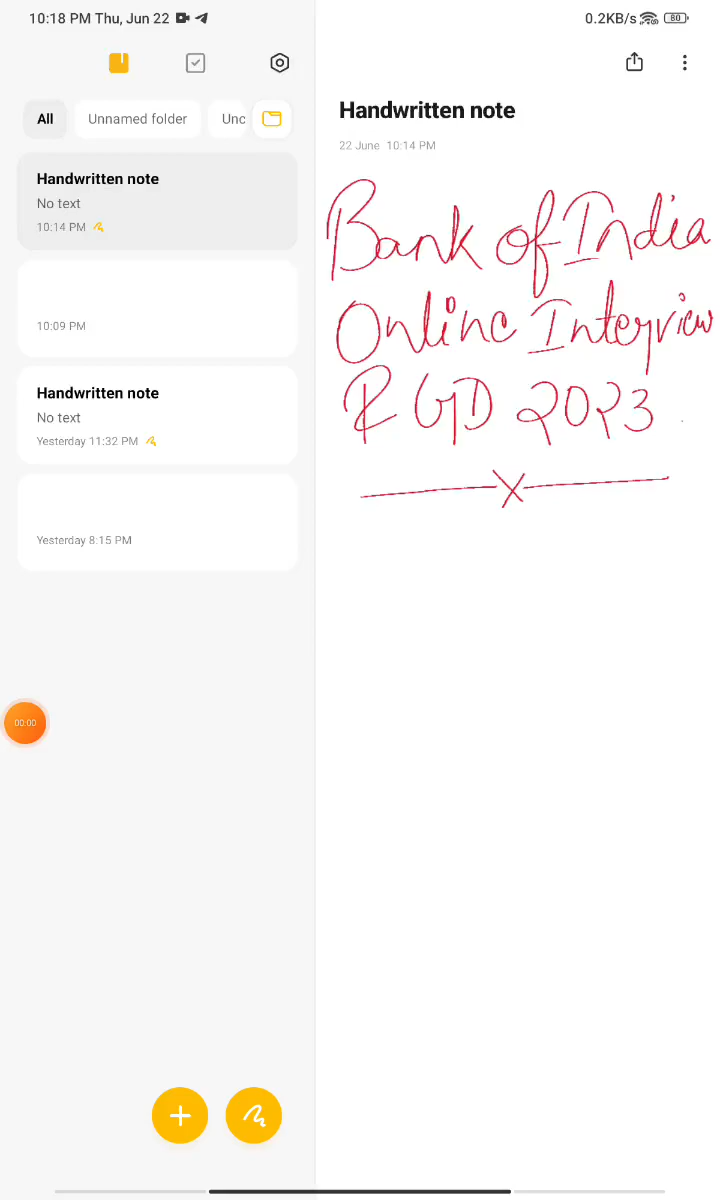 10:18 PM Thu, Jun 22
0.2KB/s 80
All
Unnamed folder
Unc
Handwritten note
No text
10:14 PM
10:09 PM
Handwritten note
No text
Yesterday 11:32 PM
Yesterday 8:15 PM
00:00
Handwritten note
22 June 10:14 PM
Bank of India
Online Interview
RGD 2023